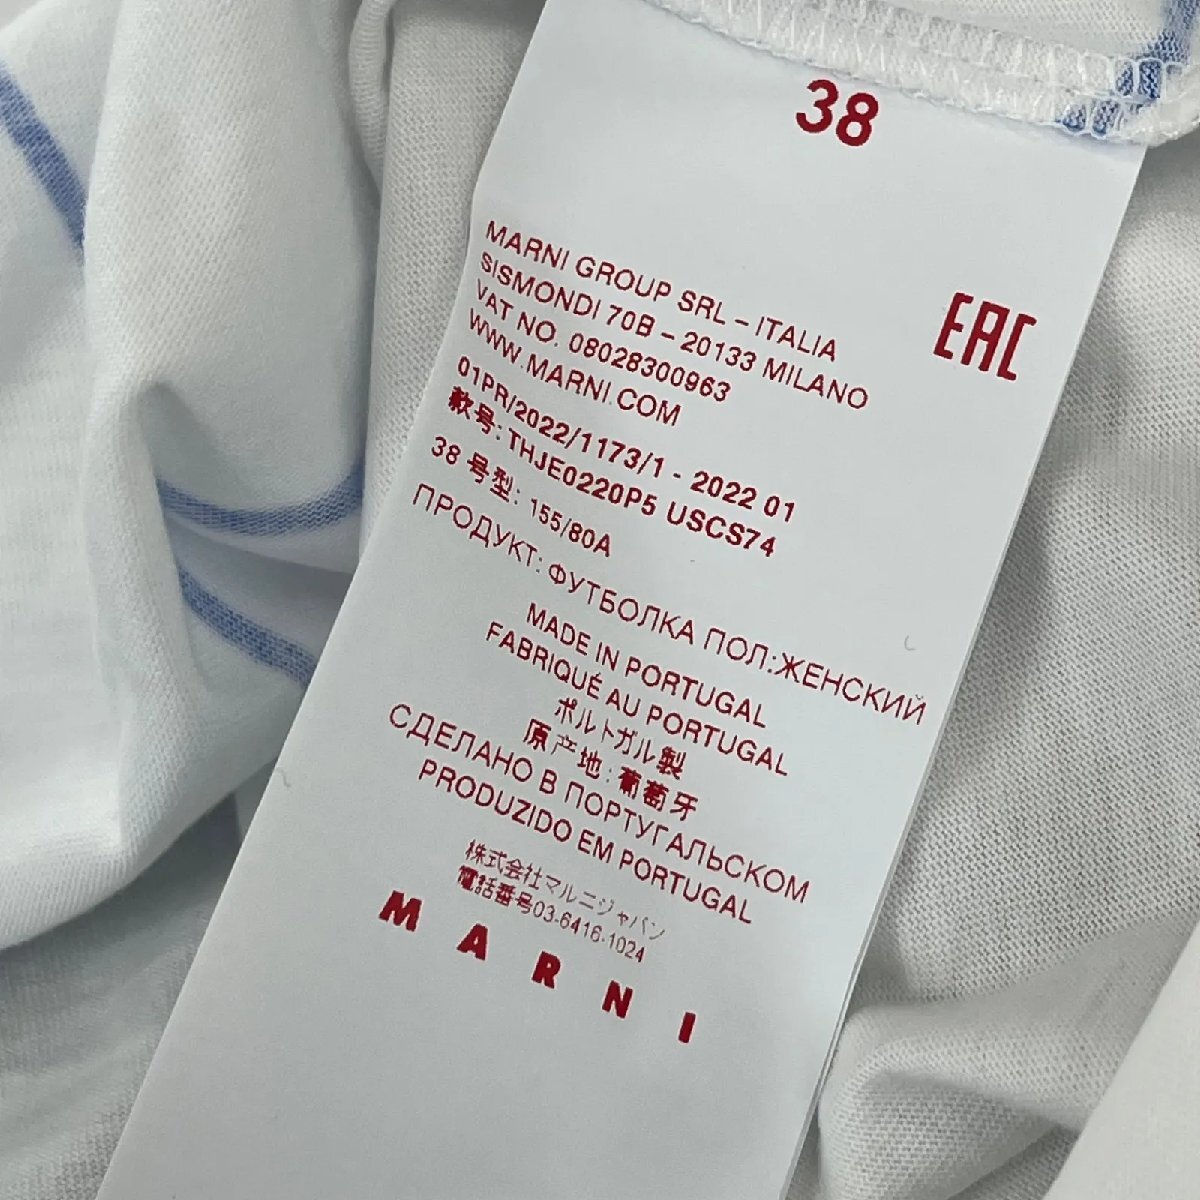 38
MARNI GROUP SRL – ITALIA
SISMONDI 70B – 20133 MILANO
VAT NO. 08028300963
WWW.MARNI.COM
EAC
01PR/2022/1173/1 - 2022 01
款号: THJE0220P5 USCS74
38 号型: 155/80A
ПРОДУКТ: ФУТБОЛКА ПОЛ:ЖЕНСКИЙ
MADE IN PORTUGAL
FABRIQUÉ AU PORTUGAL
ポルトガル製
原产地: 葡萄牙
СДЕЛАНО В ПОРТУГАЛЬСКОМ
PRODUZIDO EM PORTUGAL
株式会社マルニジャパン
電話番号03-6416-1024
MARNI